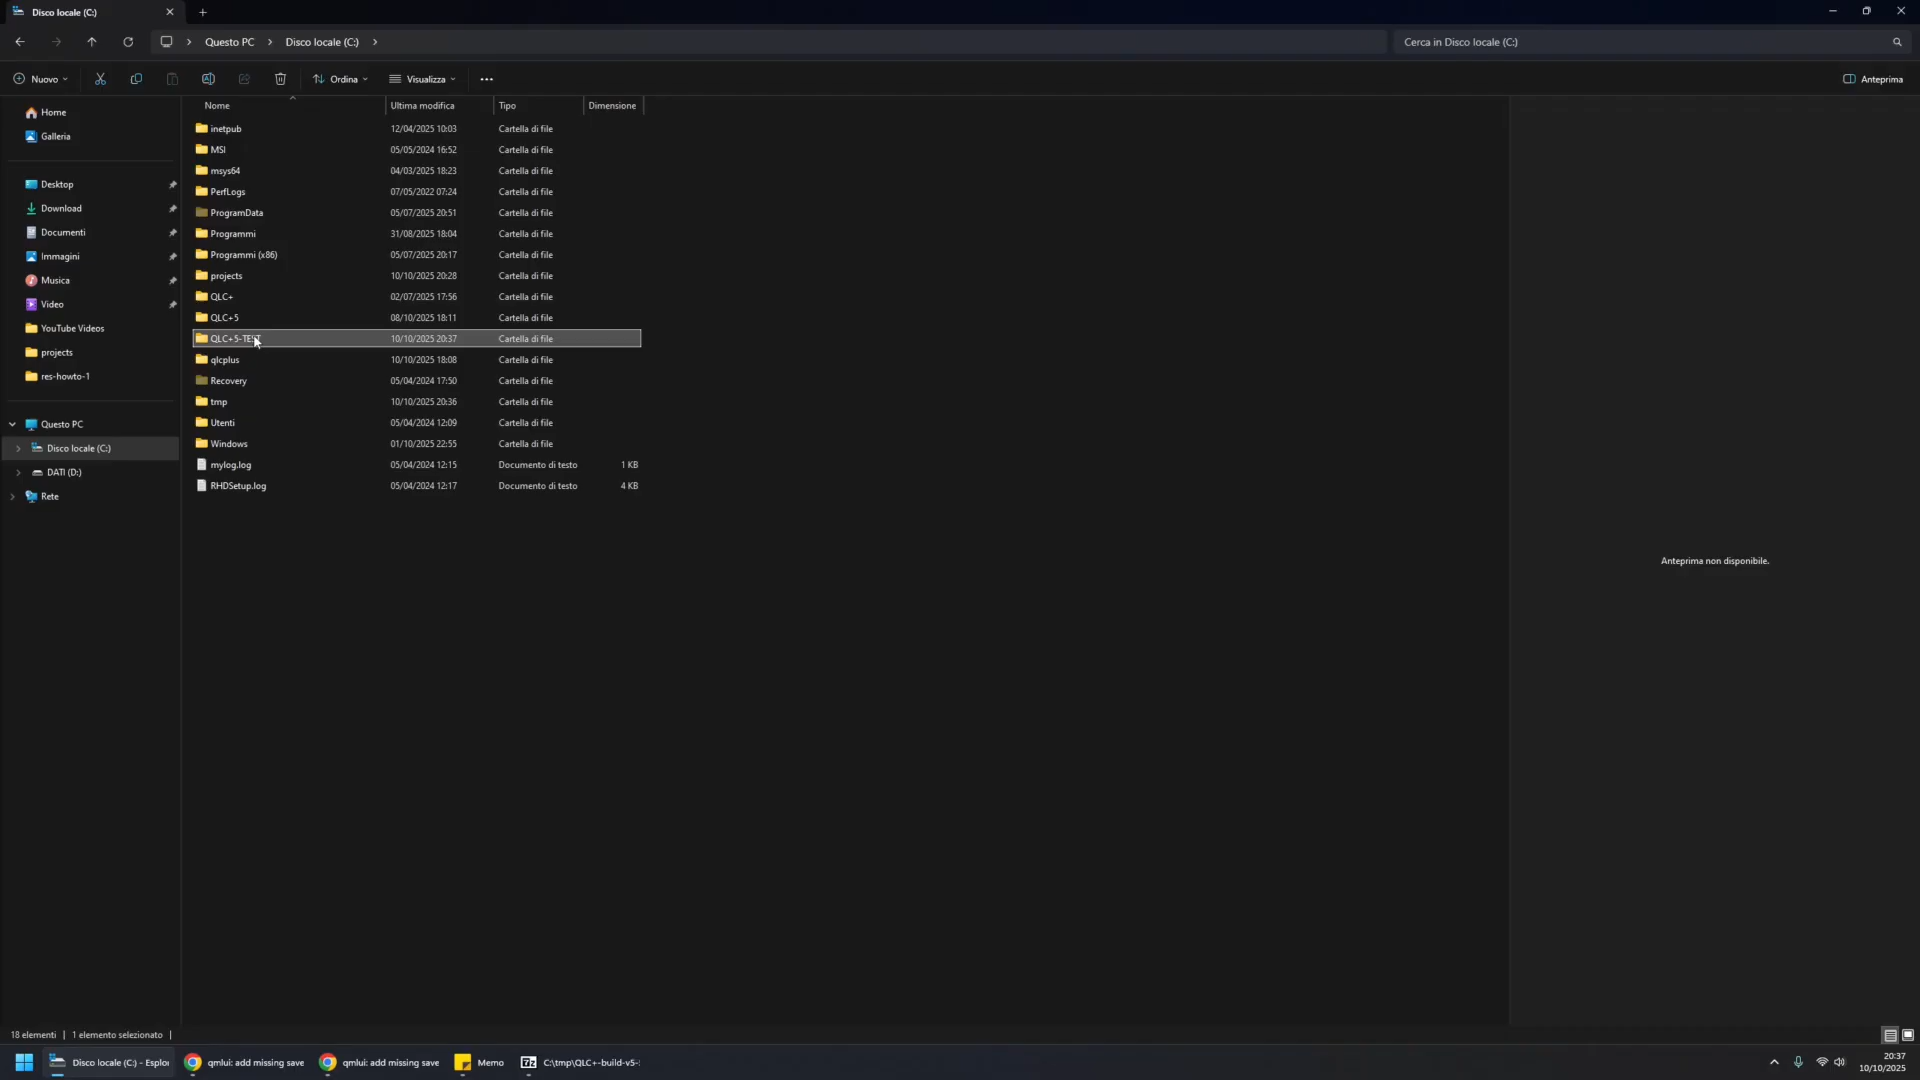 Disco locale (C:)
Questo PC
Disco locale (C:)
Cerca in Disco locale (C:)
Nuovo
Ordina
Visualizza
Anteprima
Home
Galleria
Desktop
Download
Documenti
Immagini
Musica
Video
YouTube Videos
projects
res-howto-1
Questo PC
Disco locale (C:)
DATI (D:)
Rete
Nome Ultima modifica Tipo Dimensione
inetpub 12/04/2025 10:03 Cartella di file
MSI 05/05/2024 16:52 Cartella di file
msys64 04/03/2025 18:23 Cartella di file
PerfLogs 07/05/2022 07:24 Cartella di file
ProgramData 05/07/2025 20:51 Cartella di file
Programmi 31/08/2025 18:04 Cartella di file
Programmi (x86) 05/07/2025 20:17 Cartella di file
projects 10/10/2025 20:28 Cartella di file
QLC+ 02/07/2025 17:56 Cartella di file
QLC+5 08/10/2025 18:11 Cartella di file
QLC+5-TEST 10/10/2025 20:37 Cartella di file
qlcplus 10/10/2025 18:08 Cartella di file
Recovery 05/04/2024 17:50 Cartella di file
tmp 10/10/2025 20:36 Cartella di file
Utenti 05/04/2024 12:09 Cartella di file
Windows 01/10/2025 22:55 Cartella di file
mylog.log 05/04/2024 12:15 Documento di testo 1 KB
RHDSetup.log 05/04/2024 12:17 Documento di testo 4 KB
Anteprima non disponibile.
18 elementi 1 elemento selezionato
Disco locale (C:) - Esplor
qmlui: add missing save
qmlui: add missing save
Memo
7z
C:\tmp\QLC+-build-v5-
20:37
10/10/2025